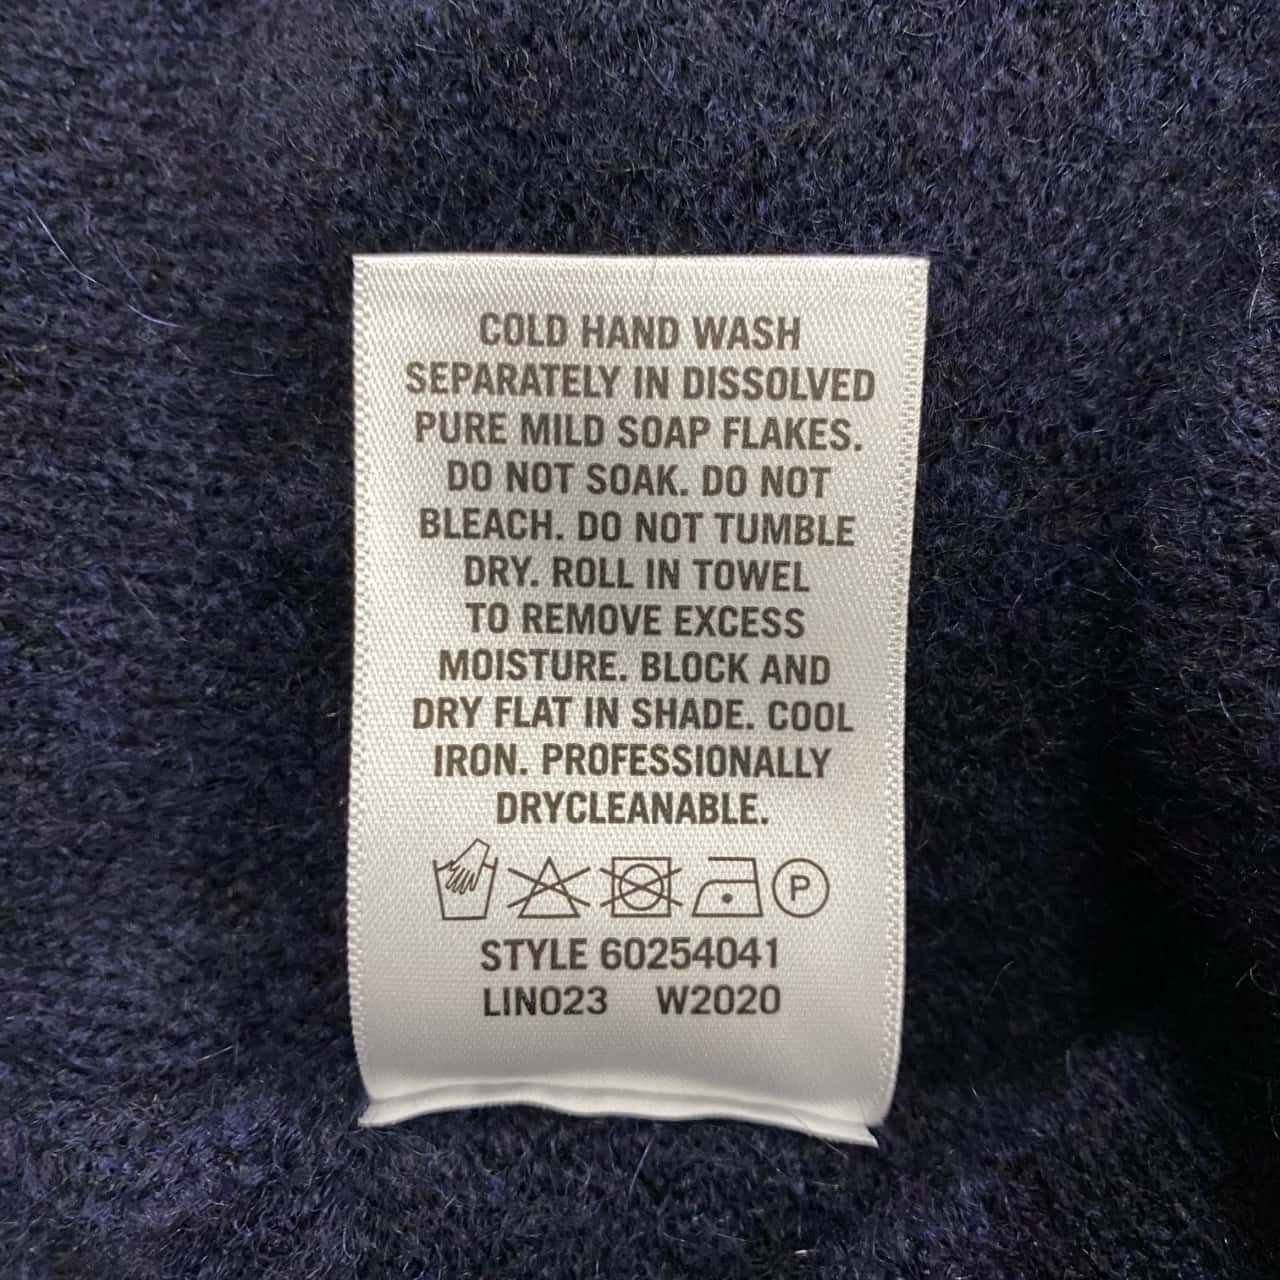 COLD HAND WASH
SEPARATELY IN DISSOLVED
PURE MILD SOAP FLAKES.
DO NOT SOAK. DO NOT
BLEACH. DO NOT TUMBLE
DRY. ROLL IN TOWEL
TO REMOVE EXCESS
MOISTURE. BLOCK AND
DRY FLAT IN SHADE. COOL
IRON. PROFESSIONALLY
DRYCLEANABLE.
P
STYLE 60254041
LIN023 W2020